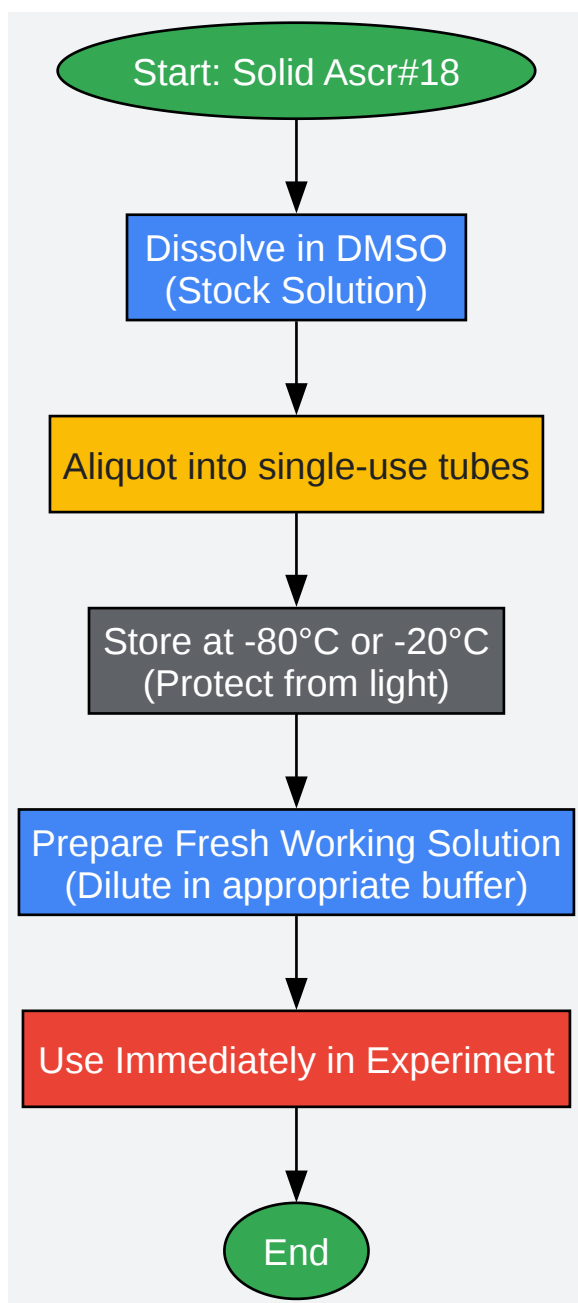 Start: Solid Ascr#18
Dissolve in DMSO
(Stock Solution)
Aliquot into single-use tubes
Store at -80°C or -20°C
(Protect from light)
Prepare Fresh Working Solution
(Dilute in appropriate buffer)
Use Immediately in Experiment
End